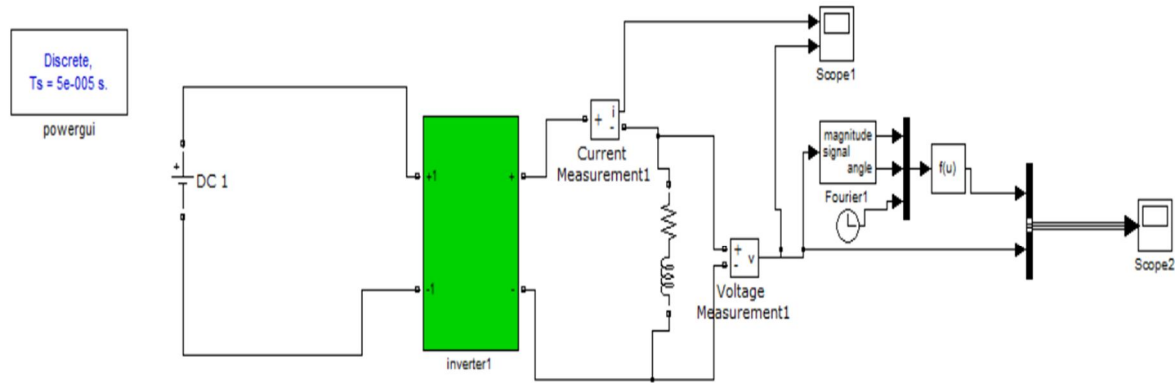 Discrete,
Ts = 5e-005 s.
powergui
+
DC 1
+1
-1
+
-
inverter1
+
i
-
Current
Measurement1
+
-
v
Voltage
Measurement1
Scope1
magnitude
signal
angle
Fourier1
f(u)
Scope2